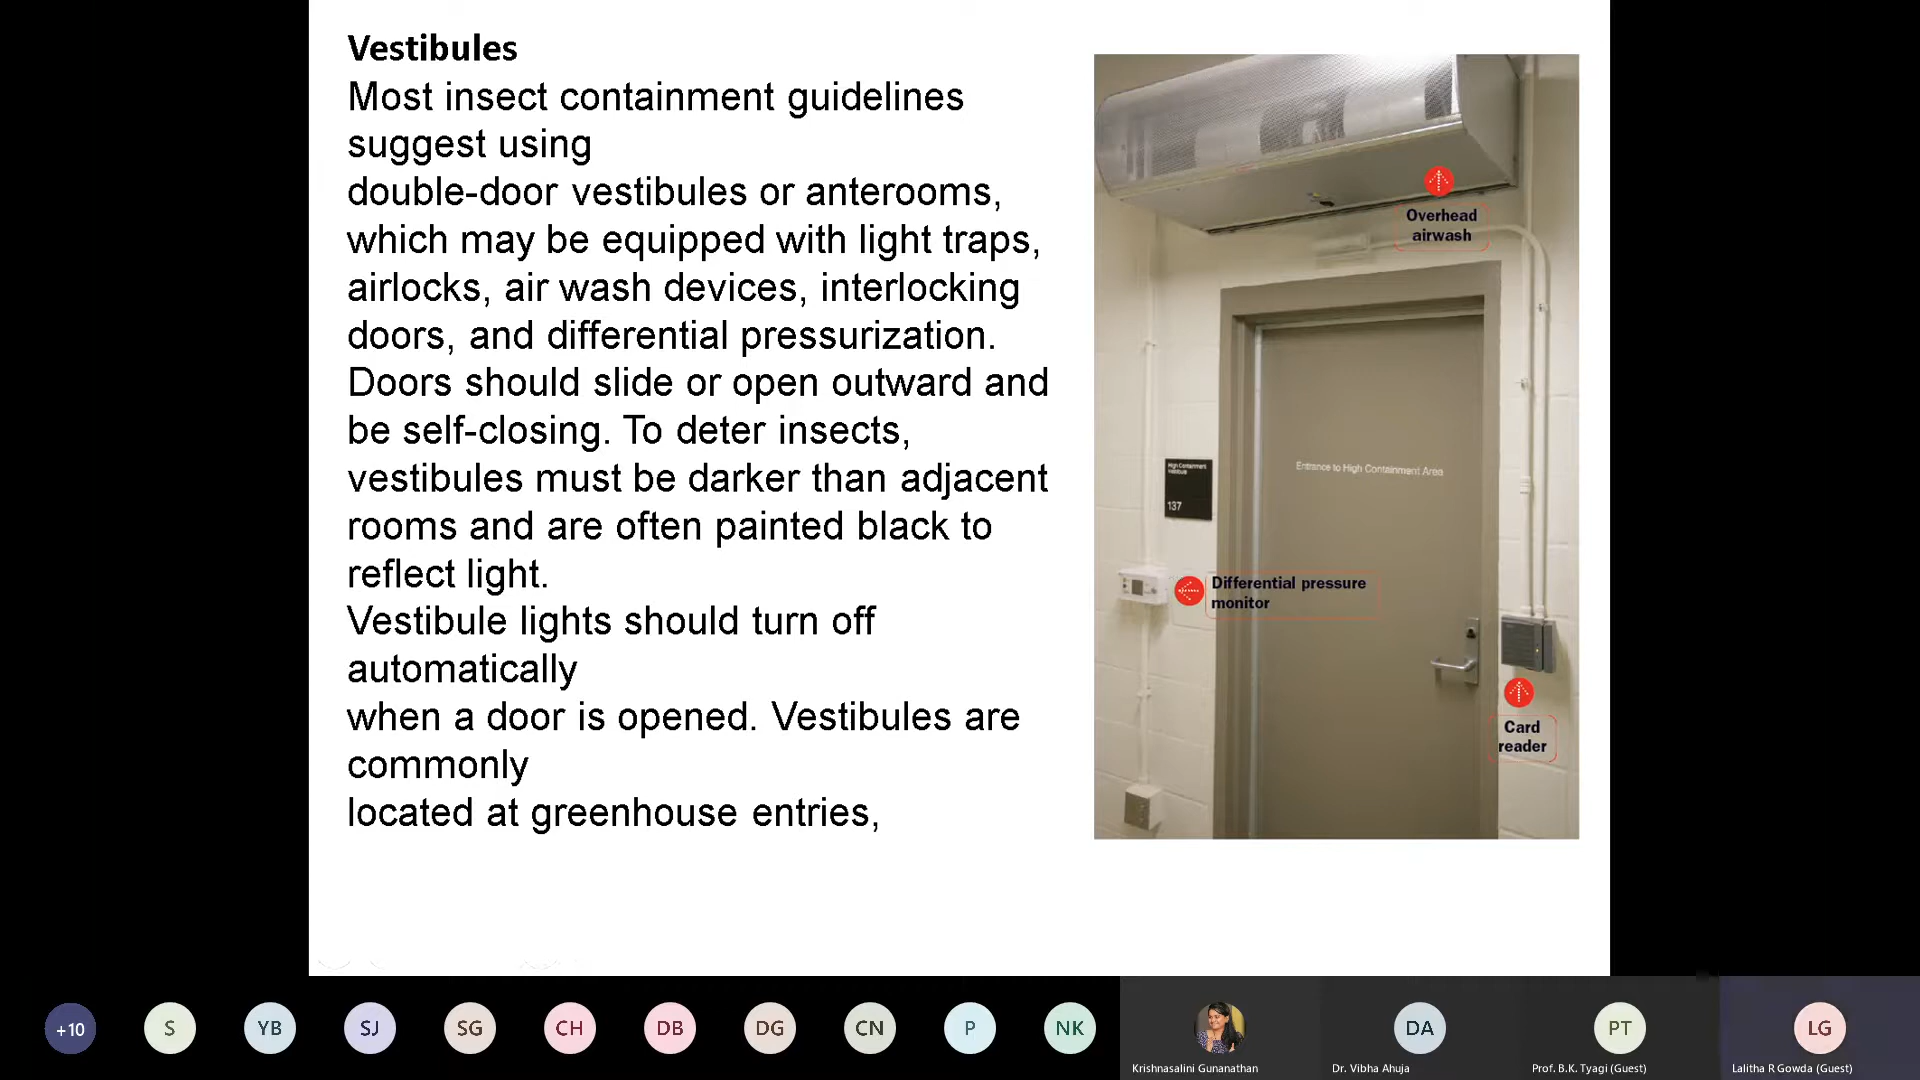 Vestibules
Most insect containment guidelines
suggest using
double-door vestibules or anterooms,
which may be equipped with light traps,
airlocks, air wash devices, interlocking
doors, and differential pressurization.
Doors should slide or open outward and
be self-closing. To deter insects,
vestibules must be darker than adjacent
rooms and are often painted black to
reflect light.
Vestibule lights should turn off
automatically
when a door is opened. Vestibules are
commonly
located at greenhouse entries,
Overhead
airwash
Entrance to High Containment Area
High Containment
Vestibule
137
Differential pressure
monitor
Card
reader
+10
S
YB
SJ
SG
CH
DB
DG
CN
P
NK
Krishnasalini Gunanathan
DA
Dr. Vibha Ahuja
PT
Prof. B.K. Tyagi (Guest)
LG
Lalitha R Gowda (Guest)